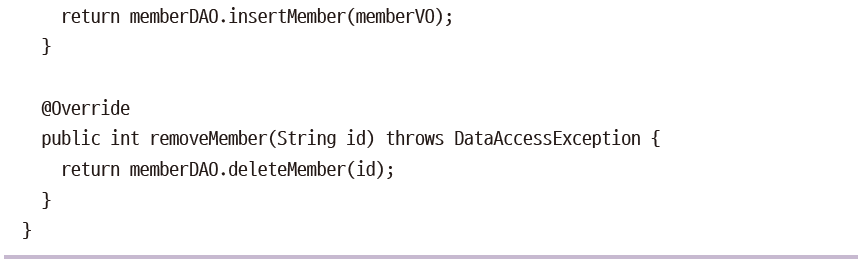 return memberDAO.insertMember(memberVO);
  }

  @Override
  public int removeMember(String id) throws DataAccessException {
    return memberDAO.deleteMember(id);
  }
}